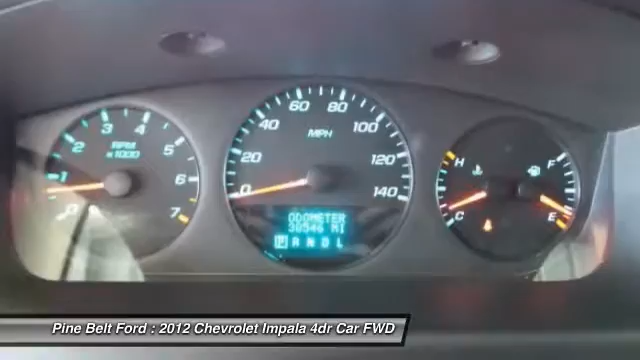 60 80
40 100
20 120
0 140
MPH
3 4
2 5
1 6
0 7
RPM
x1000
H F
C E
ODOMETER
38546 MI
P R N D L
Pine Belt Ford : 2012 Chevrolet Impala 4dr Car FWD